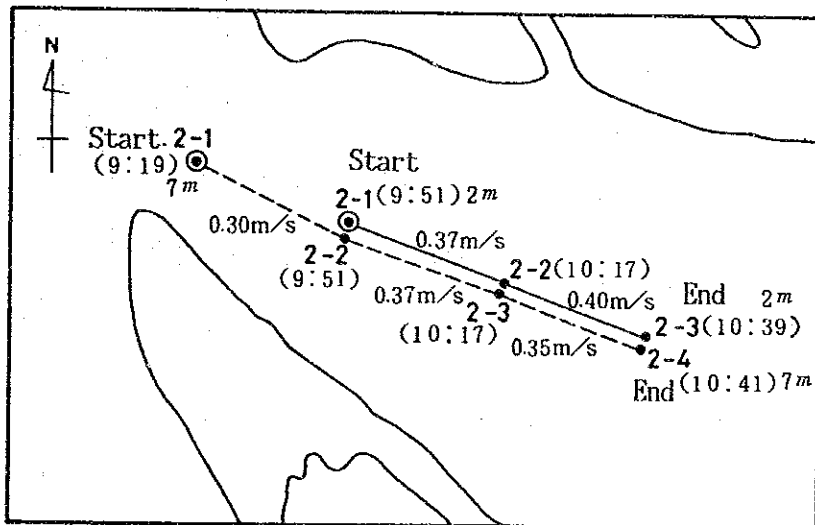 N
Start. 2-1
(9:19)
7m
Start
2-1(9:51)2m
0.30m/s
0.37m/s
2-2
(9:51)
2-2(10:17)
0.37m/s
0.40m/s
End 2m
2-3
(10:17)
2-3(10:39)
0.35m/s
2-4
End(10:41)7m